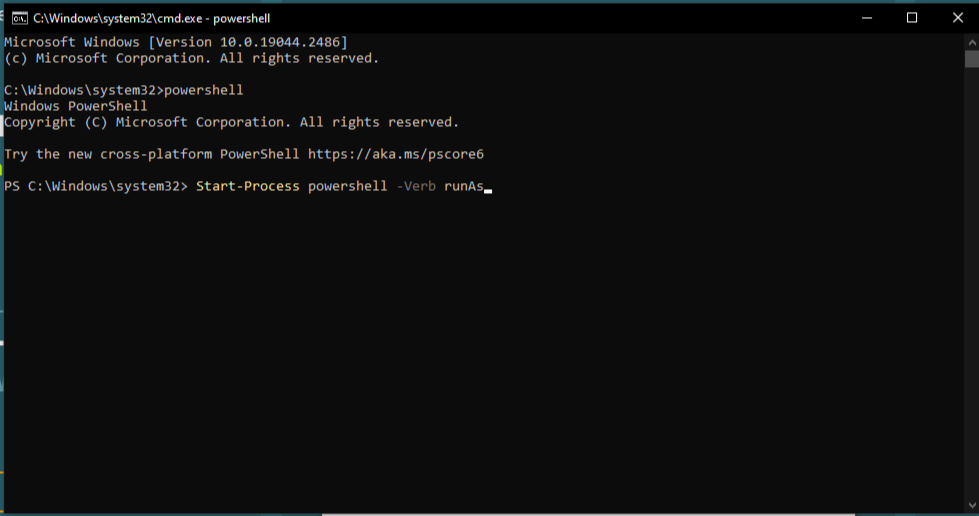 C:\Windows\system32\cmd.exe - powershell
Microsoft Windows [Version 10.0.19044.2486]
(c) Microsoft Corporation. All rights reserved.
C:\Windows\system32>powershell
Windows PowerShell
Copyright (C) Microsoft Corporation. All rights reserved.
Try the new cross-platform PowerShell https://aka.ms/pscore6
PS C:\Windows\system32> Start-Process powershell -Verb runAs